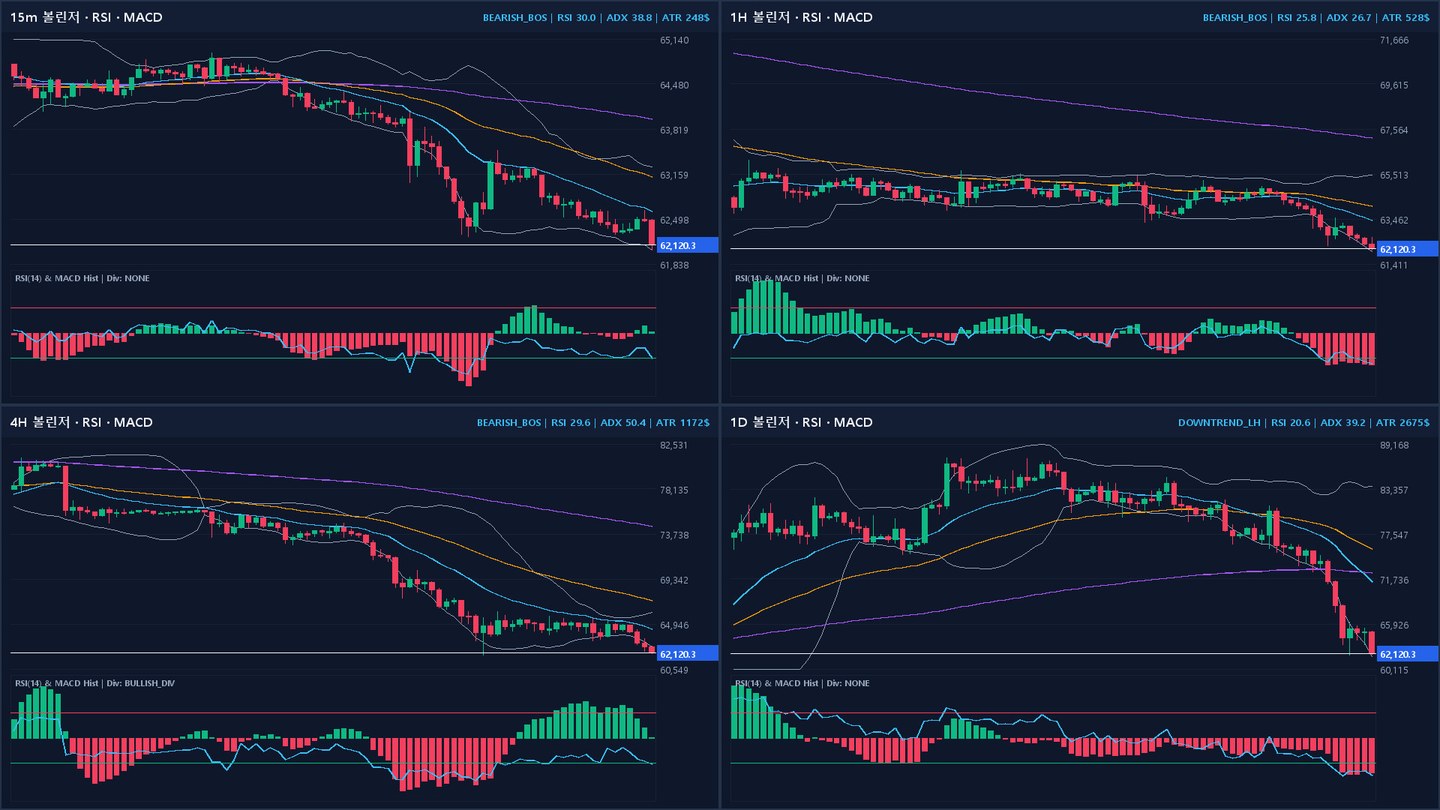 15m 볼린저 · RSI · MACD
BEARISH_BOS | RSI 30.0 | ADX 38.8 | ATR 248$
65,140
64,480
63,819
63,159
62,498
62,120.3
61,838
RSI(14) & MACD Hist | Div: NONE
1H 볼린저 · RSI · MACD
BEARISH_BOS | RSI 25.8 | ADX 26.7 | ATR 528$
71,666
69,615
67,564
65,513
63,462
62,120.3
61,411
RSI(14) & MACD Hist | Div: NONE
4H 볼린저 · RSI · MACD
BEARISH_BOS | RSI 29.6 | ADX 50.4 | ATR 1172$
82,531
78,135
73,738
69,342
64,946
62,120.3
60,549
RSI(14) & MACD Hist | Div: BULLISH_DIV
1D 볼린저 · RSI · MACD
DOWNTREND_LH | RSI 20.6 | ADX 39.2 | ATR 2675$
89,168
83,357
77,547
71,736
65,926
62,120.3
60,115
RSI(14) & MACD Hist | Div: NONE